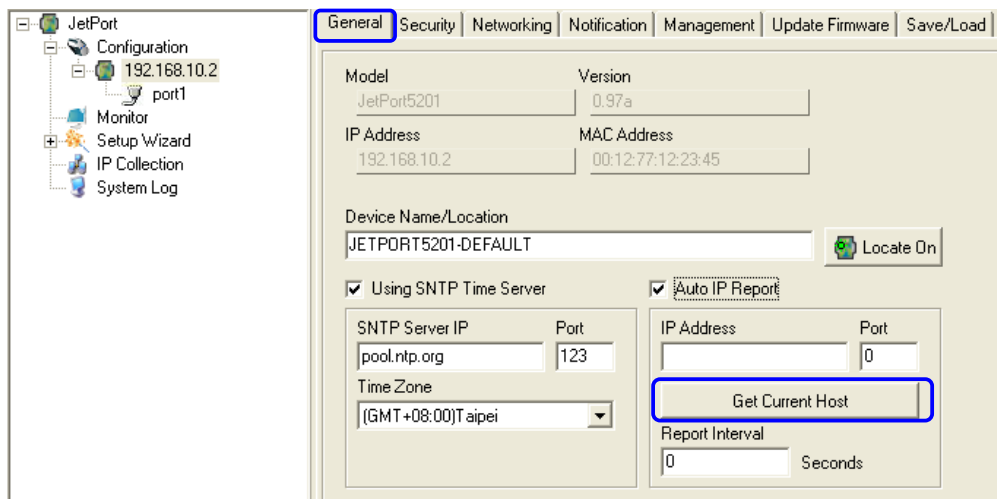 JetPort
Configuration
192.168.10.2
port1
Monitor
Setup Wizard
IP Collection
System Log
General Security Networking Notification Management Update Firmware Save/Load
Model Version
JetPort5201 0.97a
IP Address MAC Address
192.168.10.2 00:12:77:12:23:45
Device Name/Location
JETPORT5201-DEFAULT Locate On
Using SNTP Time Server Auto IP Report
SNTP Server IP Port IP Address Port
pool.ntp.org 123 0
Time Zone Get Current Host
(GMT+08:00)Taipei
Report Interval
0 Seconds